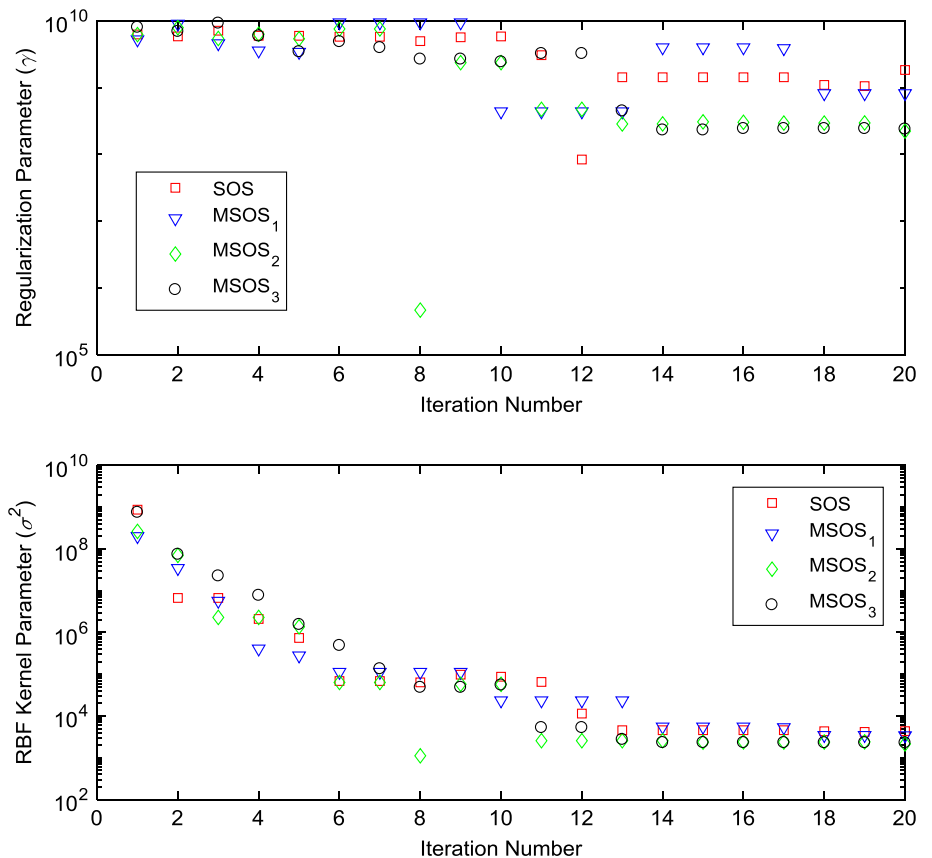 10^10
10^5
Regularization Parameter (γ)
SOS
MSOS_1
MSOS_2
MSOS_3
0 2 4 6 8 10 12 14 16 18 20
Iteration Number
10^10
10^8
10^6
10^4
10^2
RBF Kernel Parameter (σ^2)
SOS
MSOS_1
MSOS_2
MSOS_3
0 2 4 6 8 10 12 14 16 18 20
Iteration Number